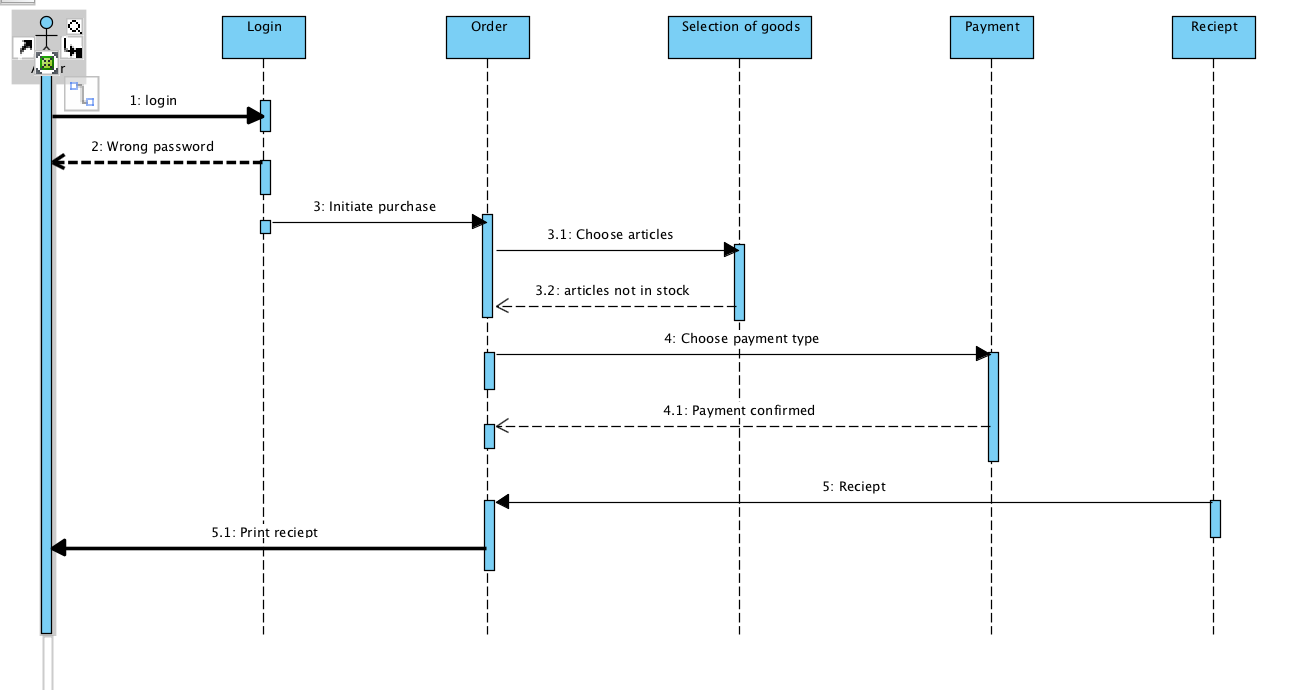 Login
Order
Selection of goods
Payment
Reciept
1: login
2: Wrong password
3: Initiate purchase
3.1: Choose articles
3.2: articles not in stock
4: Choose payment type
4.1: Payment confirmed
5: Reciept
5.1: Print reciept